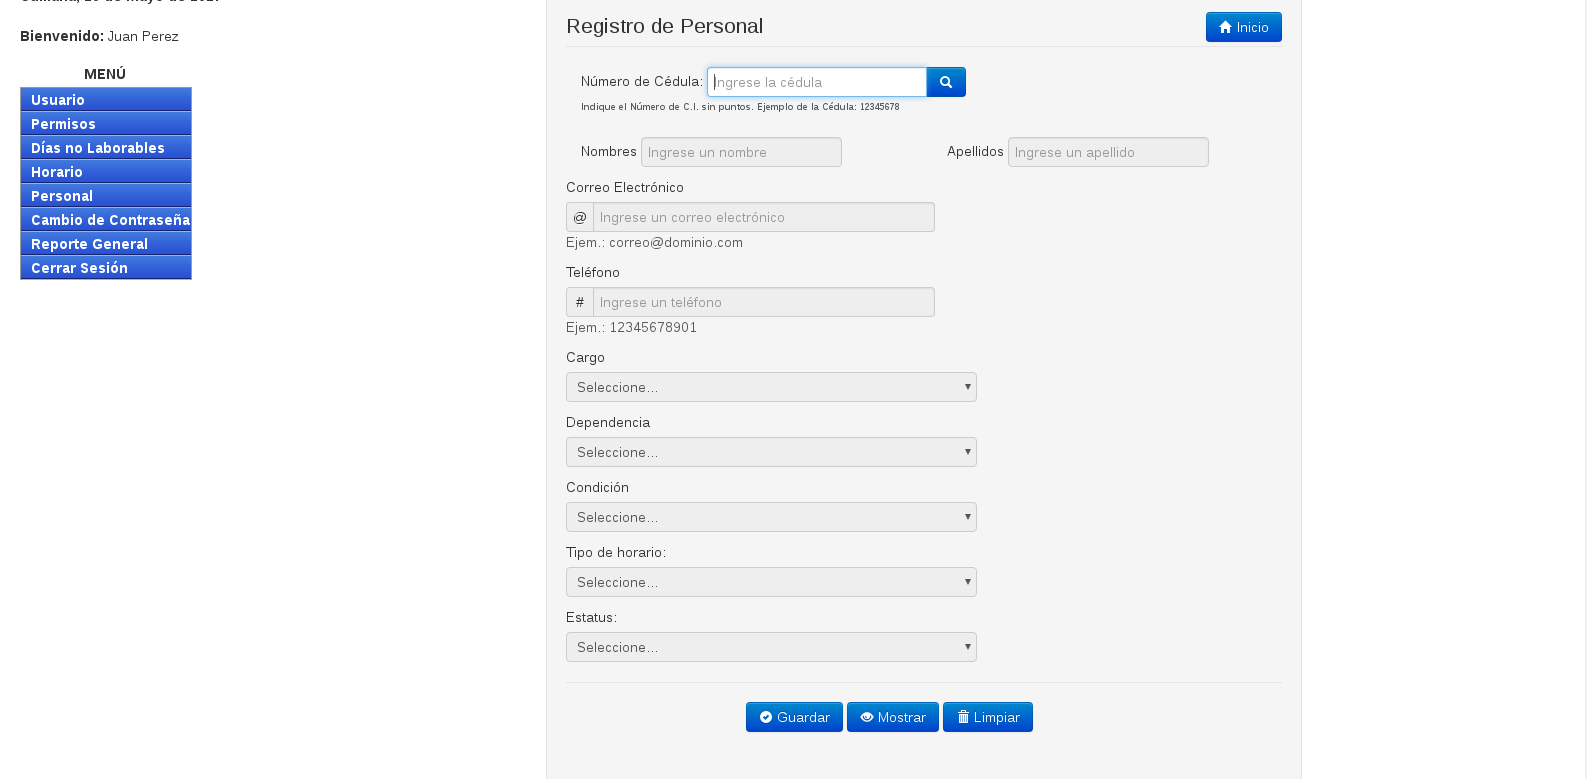 Bienvenido: Juan Perez
MENÚ
Usuario
Permisos
Días no Laborables
Horario
Personal
Cambio de Contraseña
Reporte General
Cerrar Sesión
Registro de Personal
Inicio
Número de Cédula: Ingrese la cédula
Indique el Número de C.I. sin puntos. Ejemplo de la Cédula: 12345678
Nombres Ingrese un nombre Apellidos Ingrese un apellido
Correo Electrónico
@ Ingrese un correo electrónico
Ejem.: correo@dominio.com
Teléfono
# Ingrese un teléfono
Ejem.: 12345678901
Cargo
Seleccione...
Dependencia
Seleccione...
Condición
Seleccione...
Tipo de horario:
Seleccione...
Estatus:
Seleccione...
Guardar Mostrar Limpiar